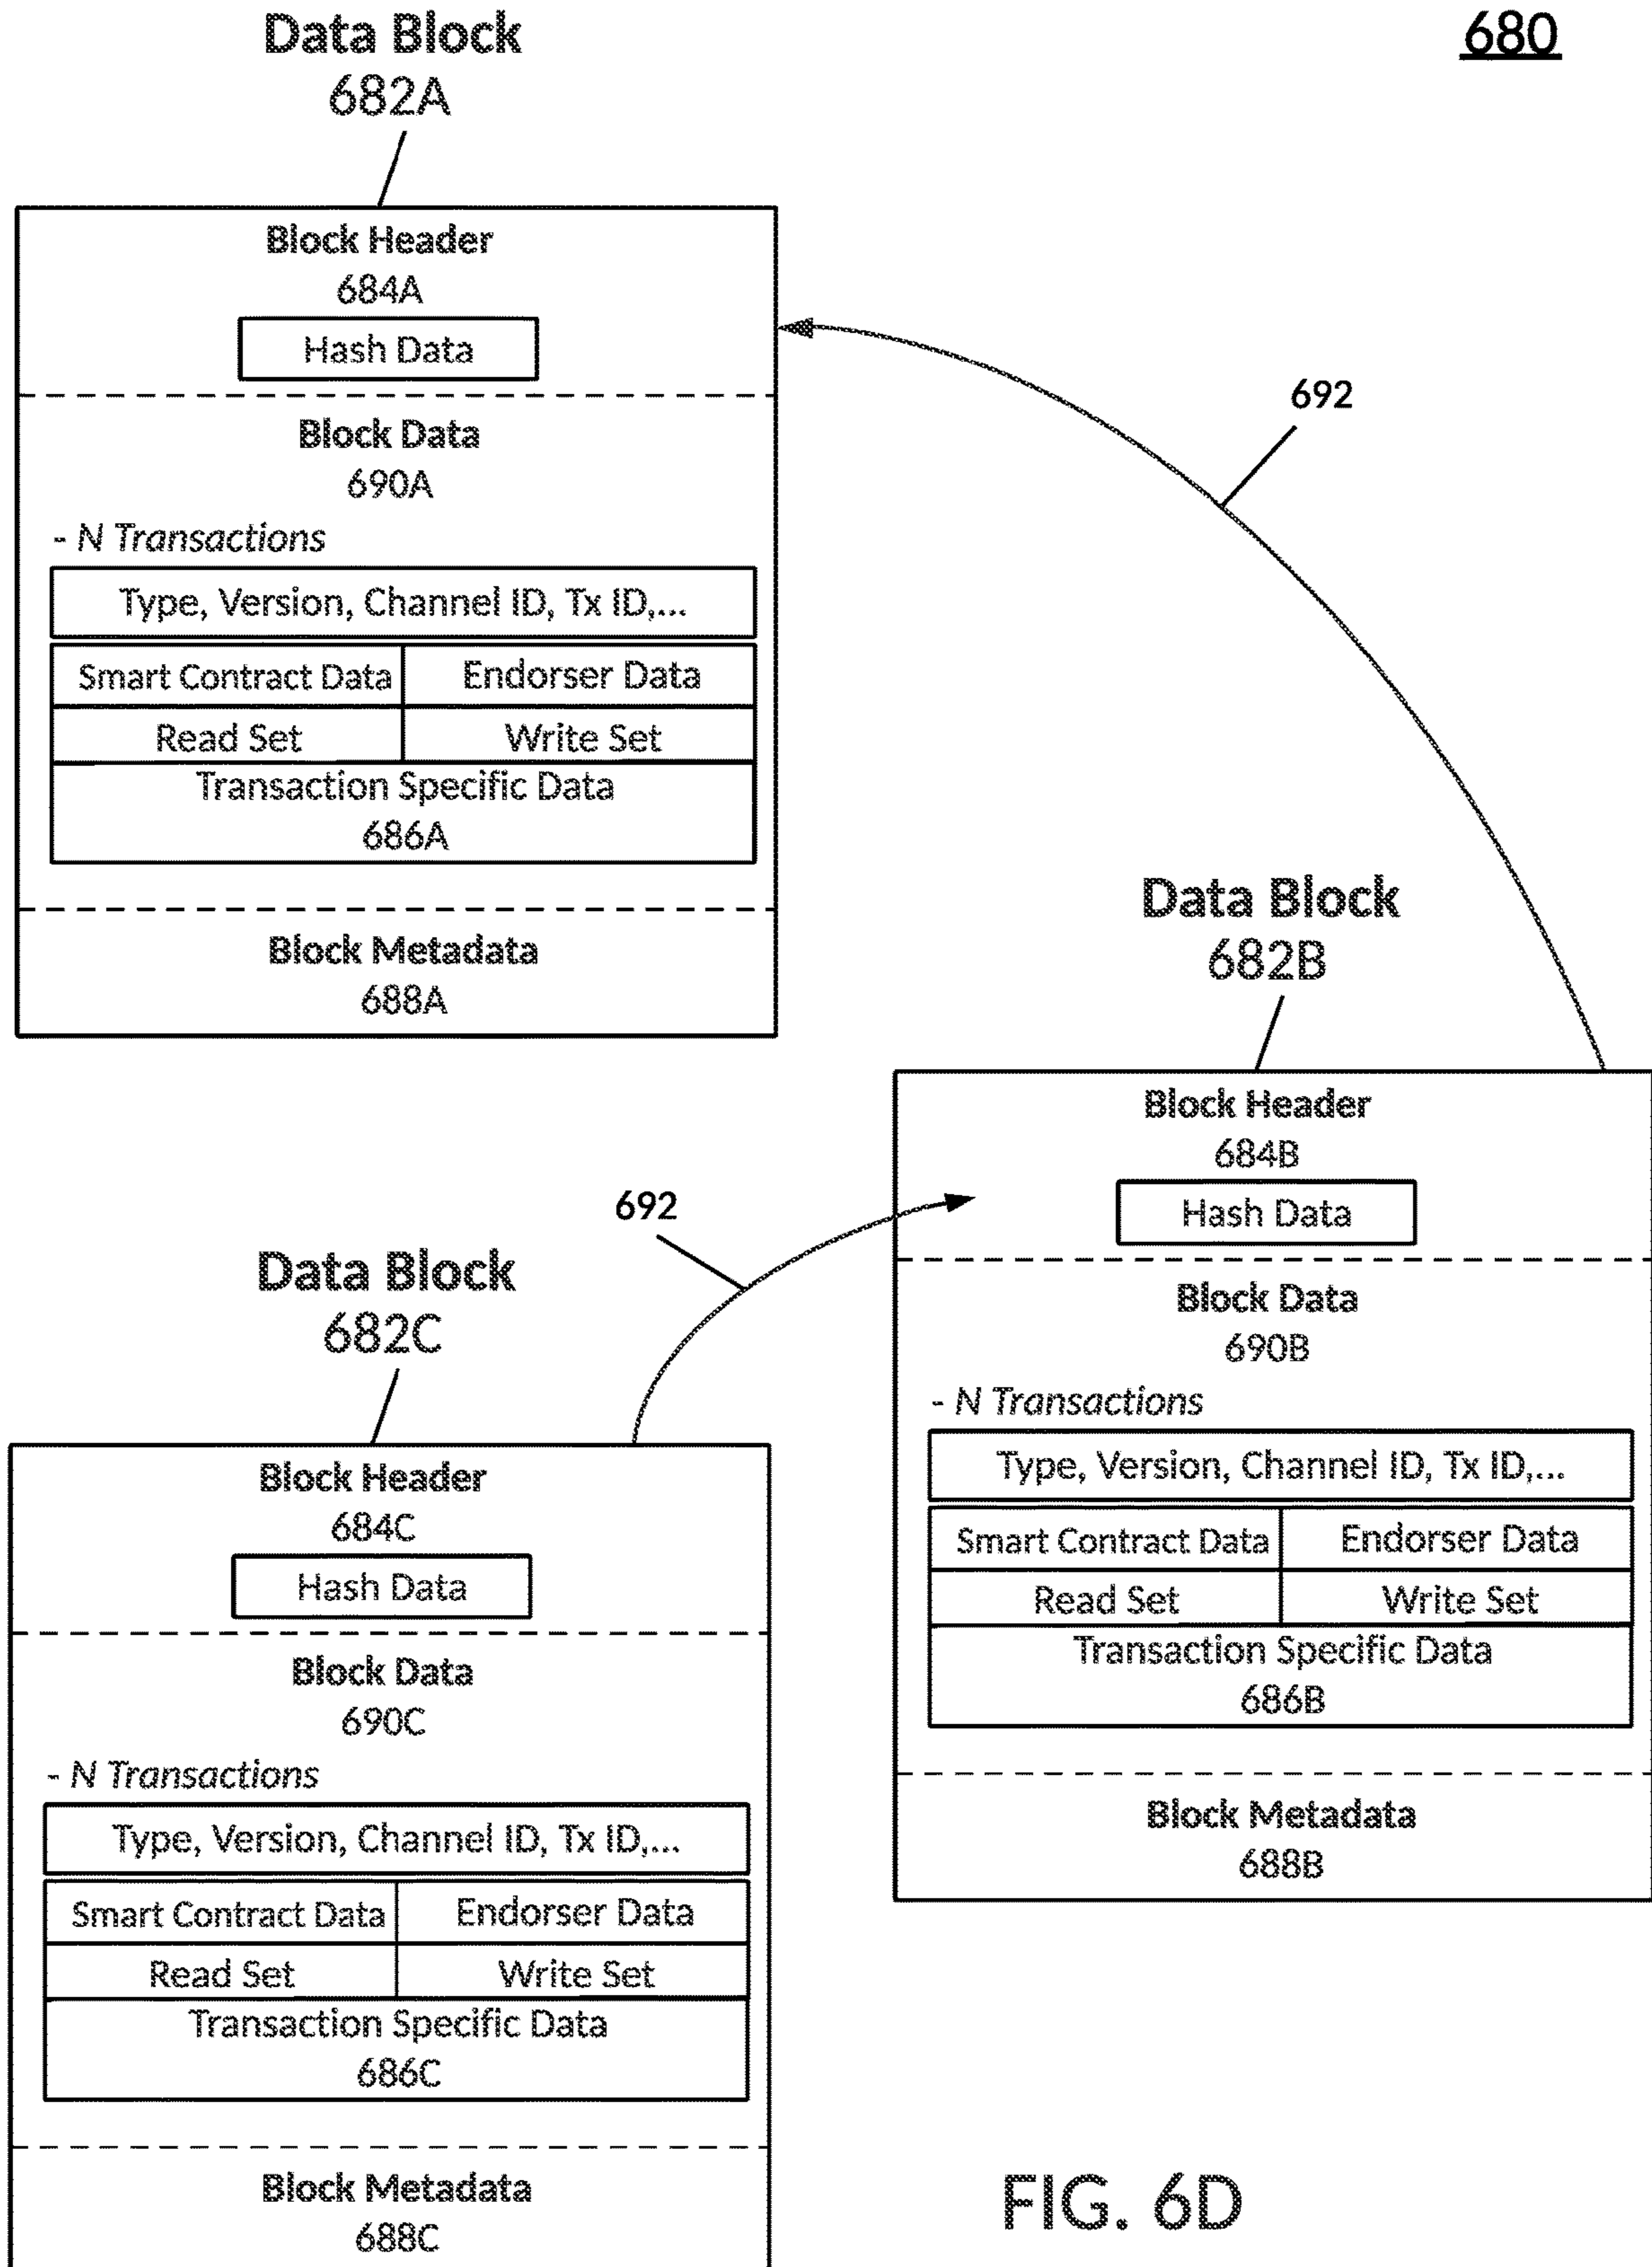 680
Data Block
682A
Block Header
684A
Hash Data
Block Data
690A
- N Transactions
Type, Version, Channel ID, Tx ID,...
Smart Contract Data Endorser Data
Read Set Write Set
Transaction Specific Data
686A
Block Metadata
688A
692
Data Block
682B
Block Header
684B
Hash Data
Block Data
690B
- N Transactions
Type, Version, Channel ID, Tx ID,...
Smart Contract Data Endorser Data
Read Set Write Set
Transaction Specific Data
686B
Block Metadata
688B
692
Data Block
682C
Block Header
684C
Hash Data
Block Data
690C
- N Transactions
Type, Version, Channel ID, Tx ID,...
Smart Contract Data Endorser Data
Read Set Write Set
Transaction Specific Data
686C
Block Metadata
688C
FIG. 6D